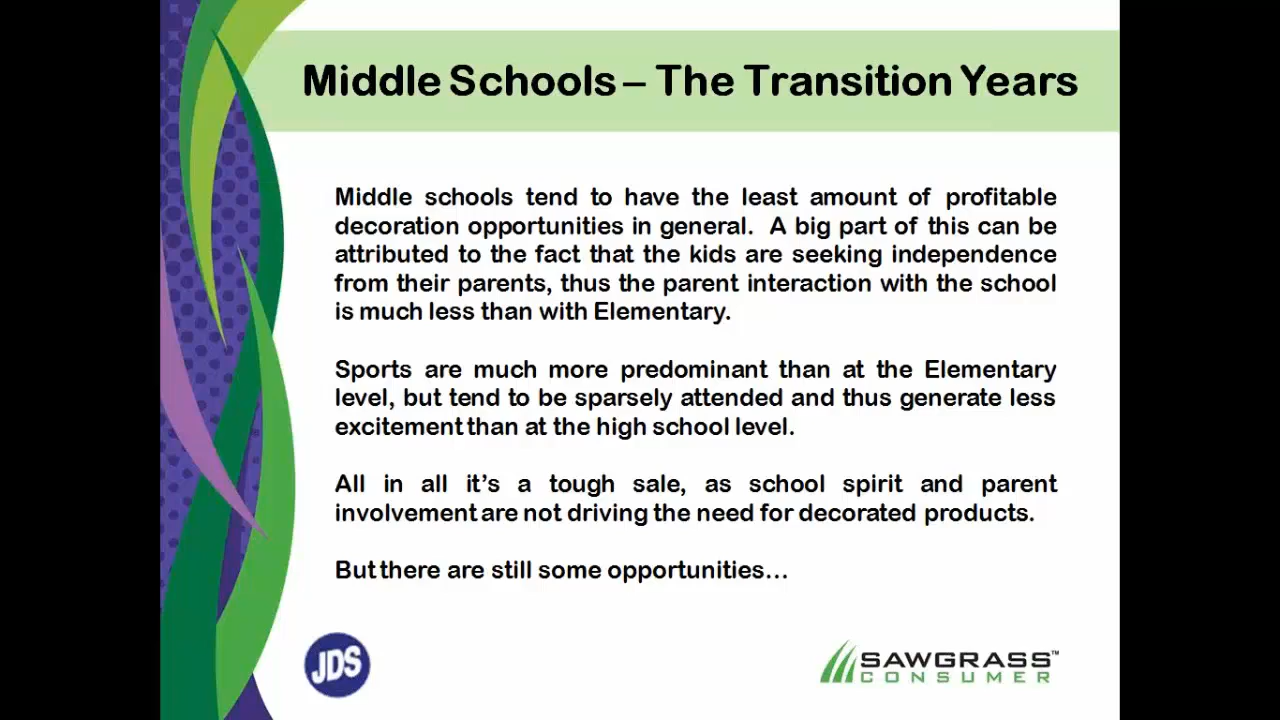 Middle Schools – The Transition Years
Middle schools tend to have the least amount of profitable
decoration opportunities in general. A big part of this can be
attributed to the fact that the kids are seeking independence
from their parents, thus the parent interaction with the school
is much less than with Elementary.
Sports are much more predominant than at the Elementary
level, but tend to be sparsely attended and thus generate less
excitement than at the high school level.
All in all it's a tough sale, as school spirit and parent
involvement are not driving the need for decorated products.
But there are still some opportunities...
JDS
SAWGRASS™
CONSUMER